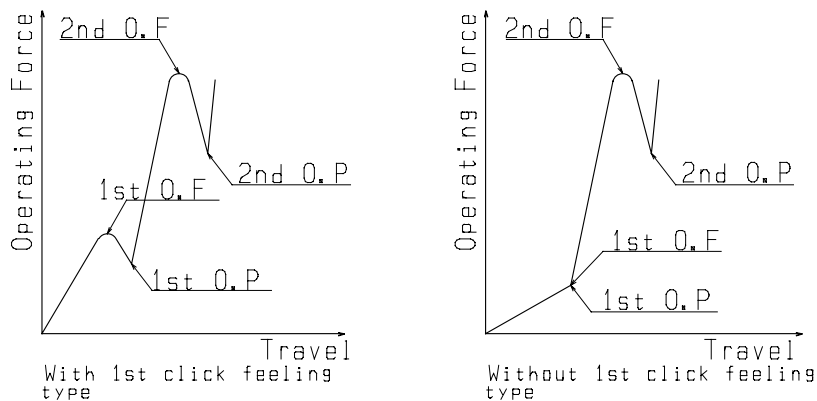 2nd O.F
Operating Force
2nd O.P
1st O.F
1st O.P
Travel
With 1st click feeling
type
2nd O.F
Operating Force
2nd O.P
1st O.F
1st O.P
Travel
Without 1st click feeling
type